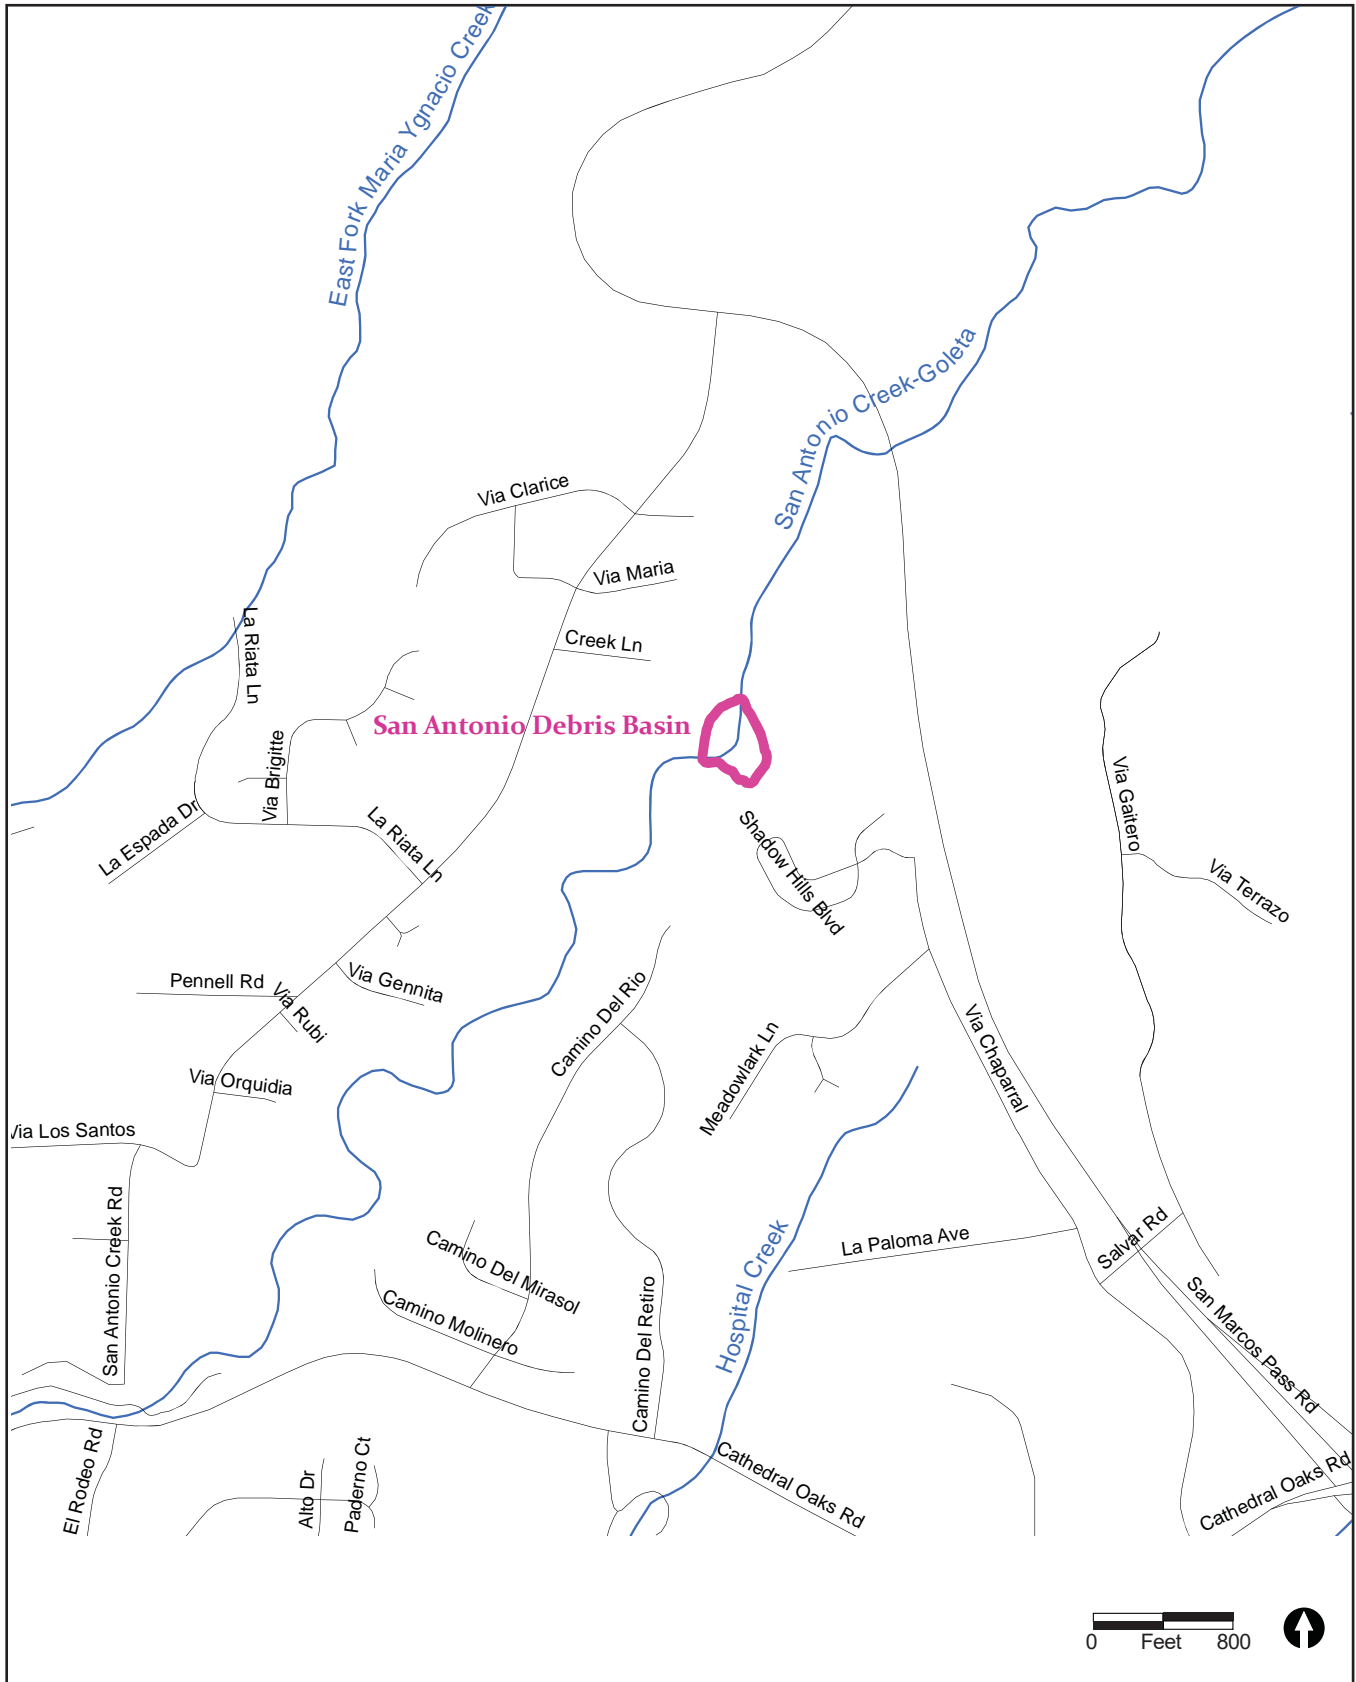 East Fork Maria Ygnacio Creek
San Antonio Creek-Goleta
Via Clarice
Via Maria
Creek Ln
La Riata Ln
San Antonio Debris Basin
Via Brigitte
Via Gaitero
La Espada Dr
La Riata Ln
Shadow Hills Blvd
Via Terrazo
Pennell Rd
Via Gennita
Via Rubi
Camino Del Rio
Via Chaparral
Meadowlark Ln
Via Orquidia
Via Los Santos
San Antonio Creek Rd
Camino Del Mirasol
Camino Molinero
Camino Del Retiro
Hospital Creek
La Paloma Ave
Salvar Rd
San Marcos Pass Rd
El Rodeo Rd
Alto Dr
Paderno Ct
Cathedral Oaks Rd
Cathedral Oaks Rd
0 Feet 800